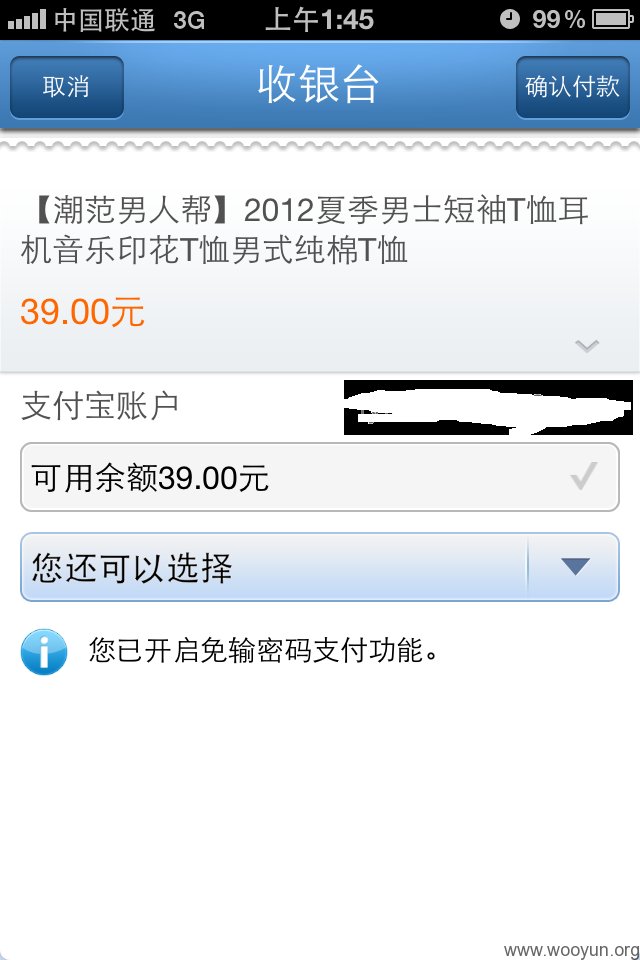 中国联通 3G 上午1:45 99%
取消 收银台 确认付款
【潮范男人帮】2012夏季男士短袖T恤耳
机音乐印花T恤男式纯棉T恤
39.00元
支付宝账户
可用余额39.00元
您还可以选择
您已开启免输密码支付功能。
www.wooyun.org